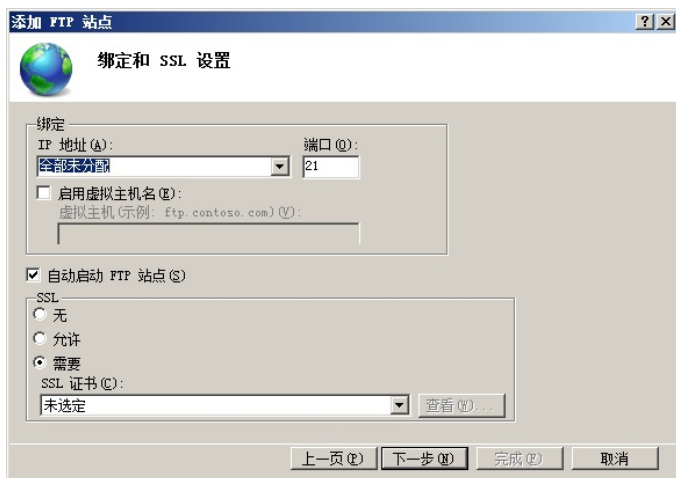 添加 FTP 站点
绑定和 SSL 设置
绑定
IP 地址(A): 端口(O):
全部未分配 21
启用虚拟主机名(E):
虚拟主机(示例: ftp.contoso.com)(V):
自动启动 FTP 站点(S)
SSL
无
允许
需要
SSL 证书(C):
未选定 查看(W)...
上一页(P) 下一步(N) 完成(F) 取消